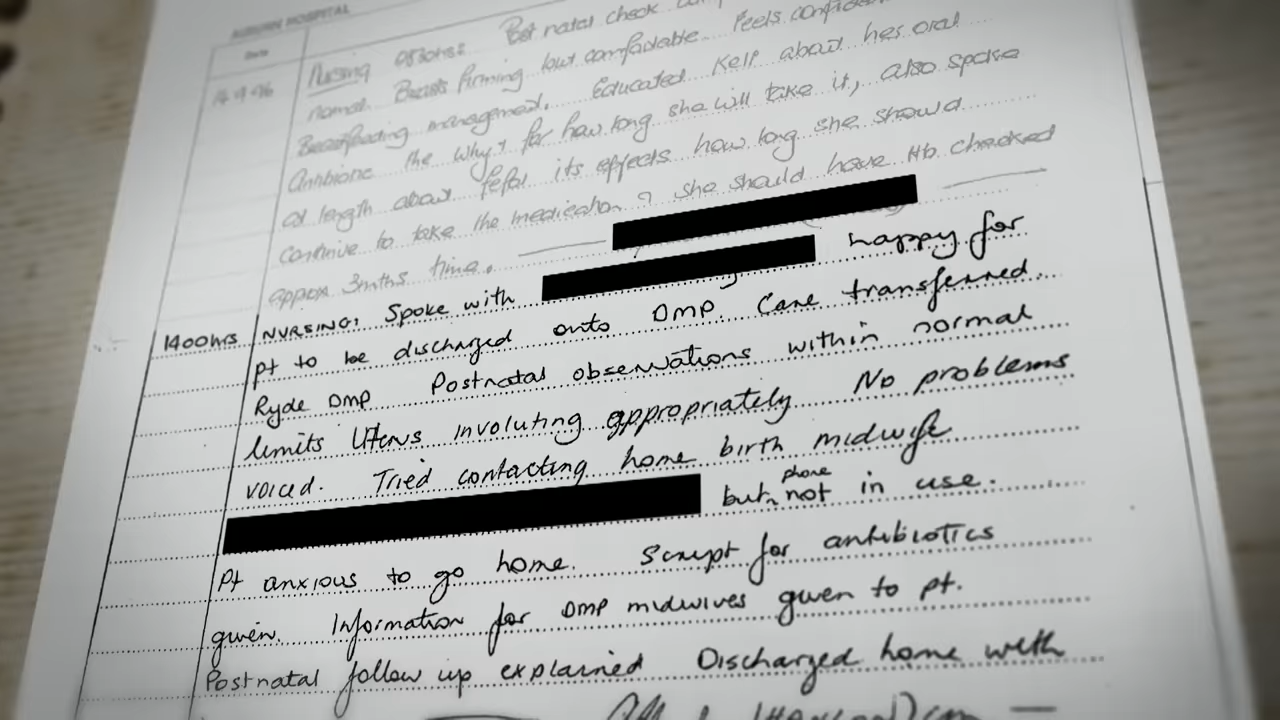 AUBURN HOSPITAL
Date
14.9.96
Nursing Post natal check
normal. Breasts firming but comfortable. Feels confident
Breastfeeding management. Educated Keli about her oral
the why & for how long she will take it, also spoke
at length about fefol its effects how long she should
continue to take the medication & she should have Hb checked
approx 3mths time.
1400hrs NURSING: Spoke with happy for
pt to be discharged onto DMP. Care transferred.
Ryde DMP Postnatal observations within normal
limits Uterus involuting appropriately No problems
voiced. Tried contacting home birth midwife
but phone not in use.
Pt anxious to go home. Script for antibiotics
given. Information for DMP midwives given to pt.
Postnatal follow up explained Discharged home with